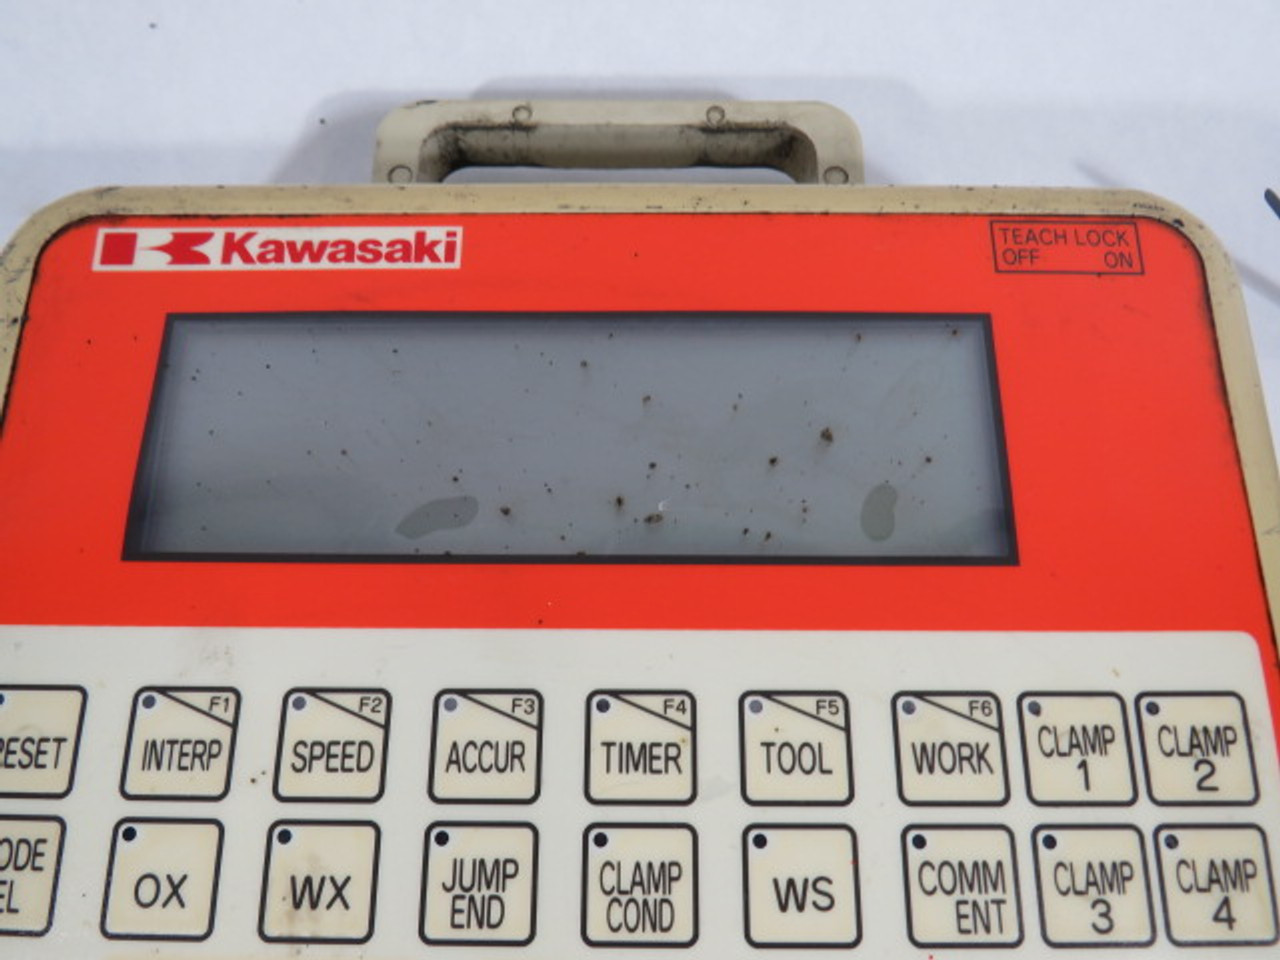 Kawasaki
TEACH LOCK
OFF ON
F1 F2 F3 F4 F5 F6
ESET INTERP SPEED ACCUR TIMER TOOL WORK CLAMP 1 CLAMP 2
ODE
EL
OX WX JUMP END CLAMP COND WS COMM ENT CLAMP 3 CLAMP 4